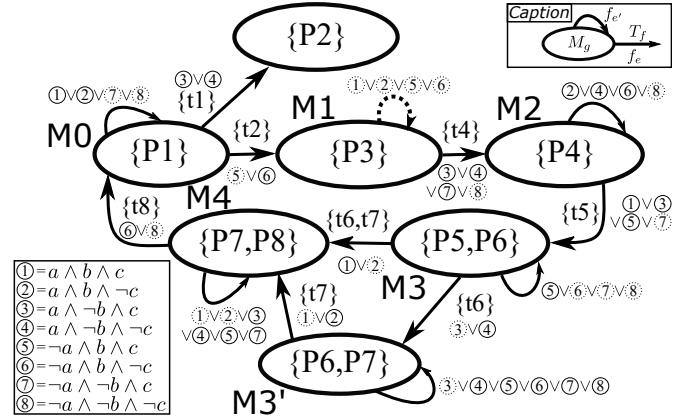 Caption
f_{e'}
M_g
T_f
f_e
{P2}
③∨④
{t1}
①∨②∨⑦∨⑧
M0
{P1}
{t2}
⑤∨⑥
M1
①∨②∨⑤∨⑥
{P3}
{t4}
③∨④
∨⑦∨⑧
M2
②∨④∨⑥∨⑧
{P4}
{t5}
①∨③
∨⑤∨⑦
{t8}
⑥∨⑧
M4
{P7,P8}
{t6,t7}
①∨②
{P5,P6}
M3
⑤∨⑥∨⑦∨⑧
{t6}
③∨④
①∨②∨③
∨④∨⑤∨⑦
{t7}
①∨②
{P6,P7}
M3'
③∨④∨⑤∨⑥∨⑦∨⑧
①=a ∧ b ∧ c
②=a ∧ b ∧ ¬c
③=a ∧ ¬b ∧ c
④=a ∧ ¬b ∧ ¬c
⑤=¬a ∧ b ∧ c
⑥=¬a ∧ b ∧ ¬c
⑦=¬a ∧ ¬b ∧ c
⑧=¬a ∧ ¬b ∧ ¬c